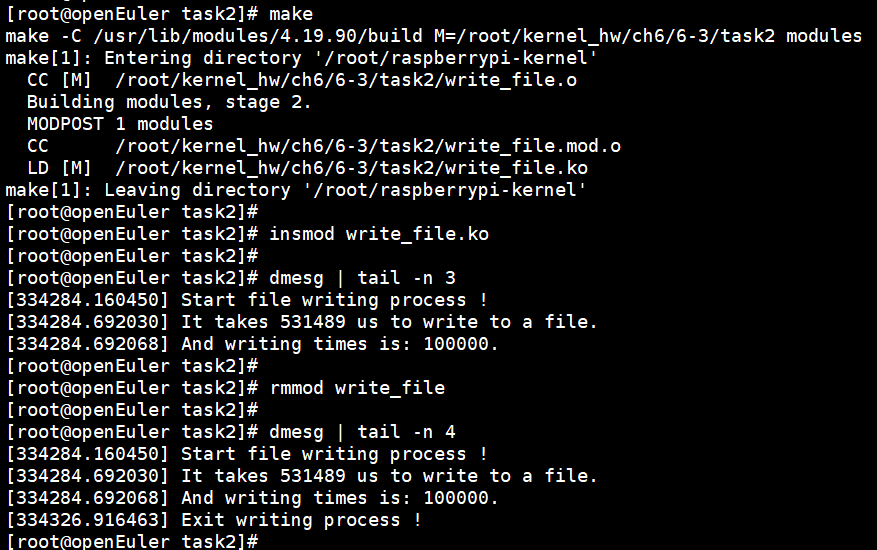 [root@openEuler task2]# make
make -C /usr/lib/modules/4.19.90/build M=/root/kernel_hw/ch6/6-3/task2 modules
make[1]: Entering directory '/root/raspberrypi-kernel'
  CC [M]  /root/kernel_hw/ch6/6-3/task2/write_file.o
  Building modules, stage 2.
  MODPOST 1 modules
  CC      /root/kernel_hw/ch6/6-3/task2/write_file.mod.o
  LD [M]  /root/kernel_hw/ch6/6-3/task2/write_file.ko
make[1]: Leaving directory '/root/raspberrypi-kernel'
[root@openEuler task2]#
[root@openEuler task2]# insmod write_file.ko
[root@openEuler task2]#
[root@openEuler task2]# dmesg | tail -n 3
[334284.160450] Start file writing process !
[334284.692030] It takes 531489 us to write to a file.
[334284.692068] And writing times is: 100000.
[root@openEuler task2]#
[root@openEuler task2]# rmmod write_file
[root@openEuler task2]#
[root@openEuler task2]# dmesg | tail -n 4
[334284.160450] Start file writing process !
[334284.692030] It takes 531489 us to write to a file.
[334284.692068] And writing times is: 100000.
[334326.916463] Exit writing process !
[root@openEuler task2]#